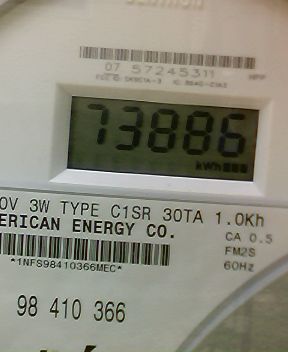 07 57245311
73886
kWh
0V 3W TYPE C1SR 30TA 1.0Kh
ERICAN ENERGY CO.
CA 0.5
FM2S
*1NFS98410366MEC*
60Hz
98 410 366